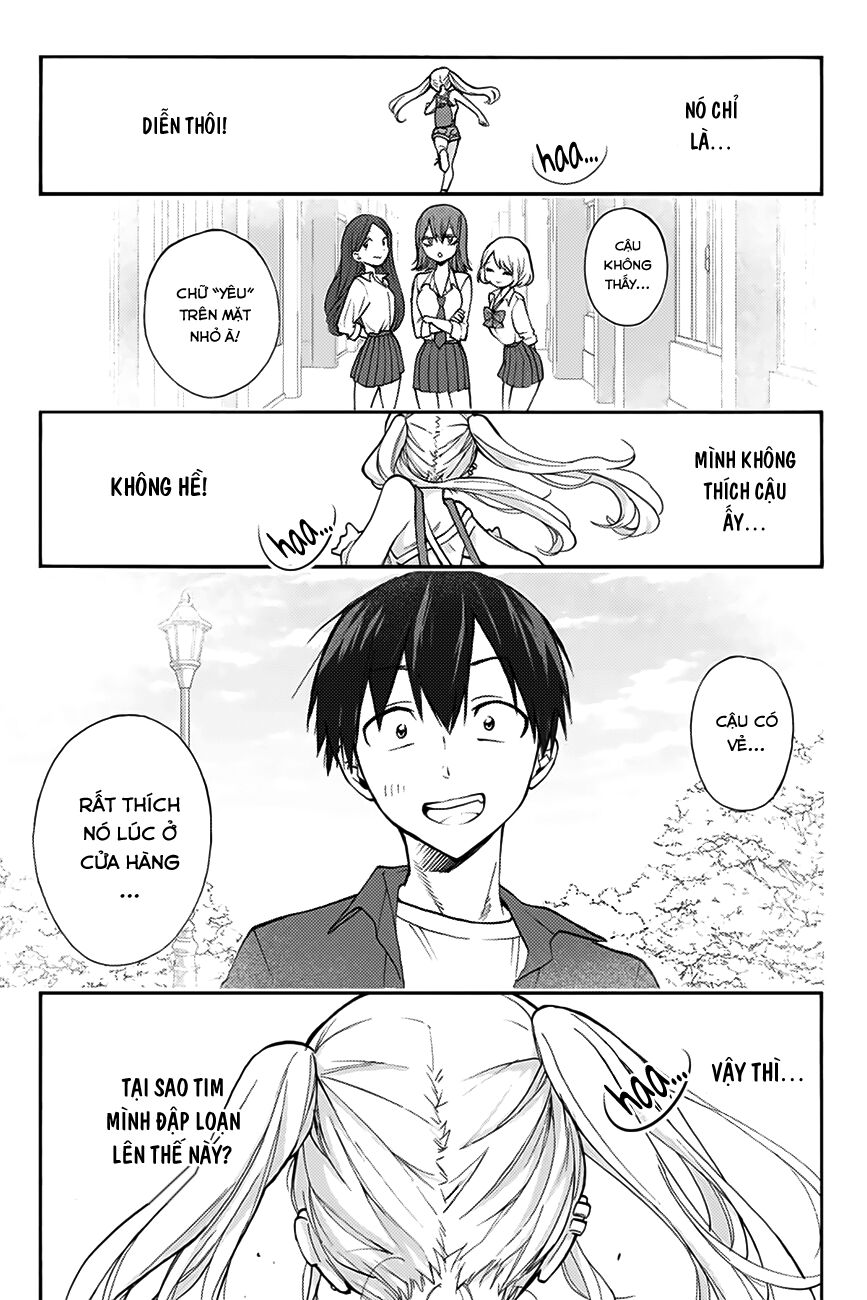 NÓ CHỈ
LÀ...
haa...
DIỄN THÔI!
CẬU
KHÔNG
THẤY...
CHỮ "YÊU"
TRÊN MẶT
NHỎ À!
MÌNH KHÔNG
THÍCH CẬU
ẤY...
haa...
KHÔNG HỀ!
CẬU CÓ
VẺ...
RẤT THÍCH
NÓ LÚC Ở
CỬA HÀNG
...
VẬY THÌ...
haa...
TẠI SAO TIM
MÌNH ĐẬP LOẠN
LÊN THẾ NÀY?